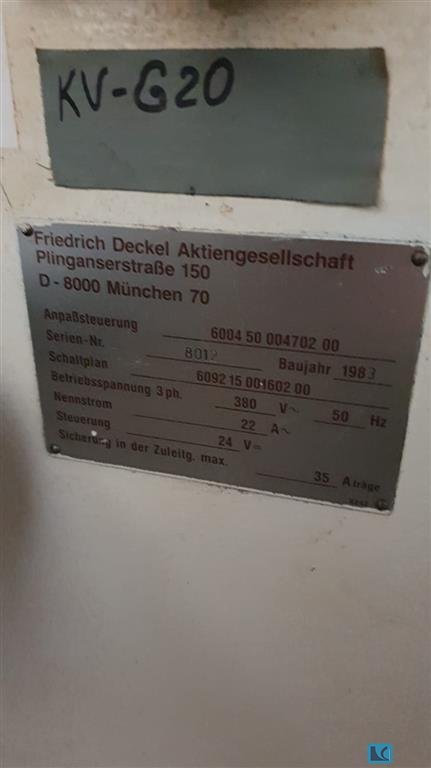 KV-G20
Friedrich Deckel Aktiengesellschaft
Plinganserstraße 150
D-8000 München 70
Anpaßsteuerung 6004 50 004702 00
Serien-Nr. 8012 Baujahr 1983
Schaltplan 6092 15 001602 00
Betriebsspannung 3 ph. 380 V~ 50 Hz
Nennstrom 22 A~
Steuerung 24 V=
Sicherung in der Zuleitg. max. 35 A träge